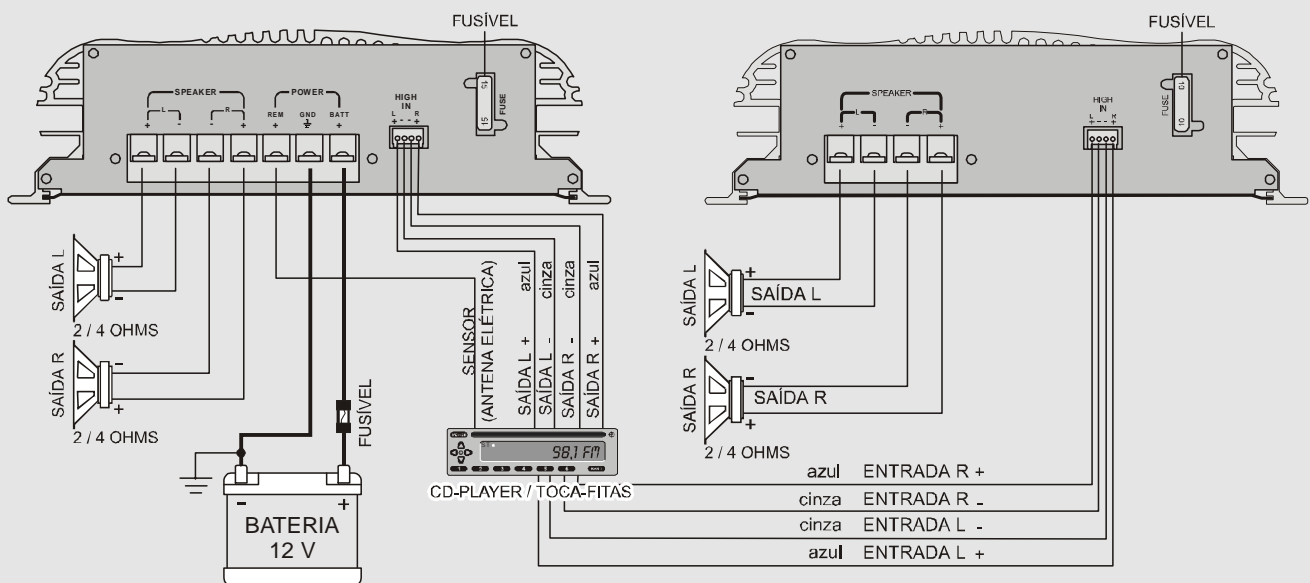 FUSÍVEL
SPEAKER
L
R
+ - - +
POWER
REM GND BATT
+ +
HIGH
IN
L R
+ - - +
15
15
FUSE
SAÍDA L
+
-
2 / 4 OHMS
SAÍDA R
-
+
2 / 4 OHMS
FUSÍVEL
- +
BATERIA
12 V
SENSOR
(ANTENA ELÉTRICA)
SAÍDA L + azul
SAÍDA L - cinza
SAÍDA R - cinza
SAÍDA R + azul
98,1 FM
CD-PLAYER / TOCA-FITAS
FUSÍVEL
SPEAKER
L
R
+ - - +
HIGH
IN
L R
+ - - +
FUSE
10
10
SAÍDA L
+
SAÍDA L
-
2 / 4 OHMS
SAÍDA R
-
SAÍDA R
+
2 / 4 OHMS
azul ENTRADA R +
cinza ENTRADA R -
cinza ENTRADA L -
azul ENTRADA L +